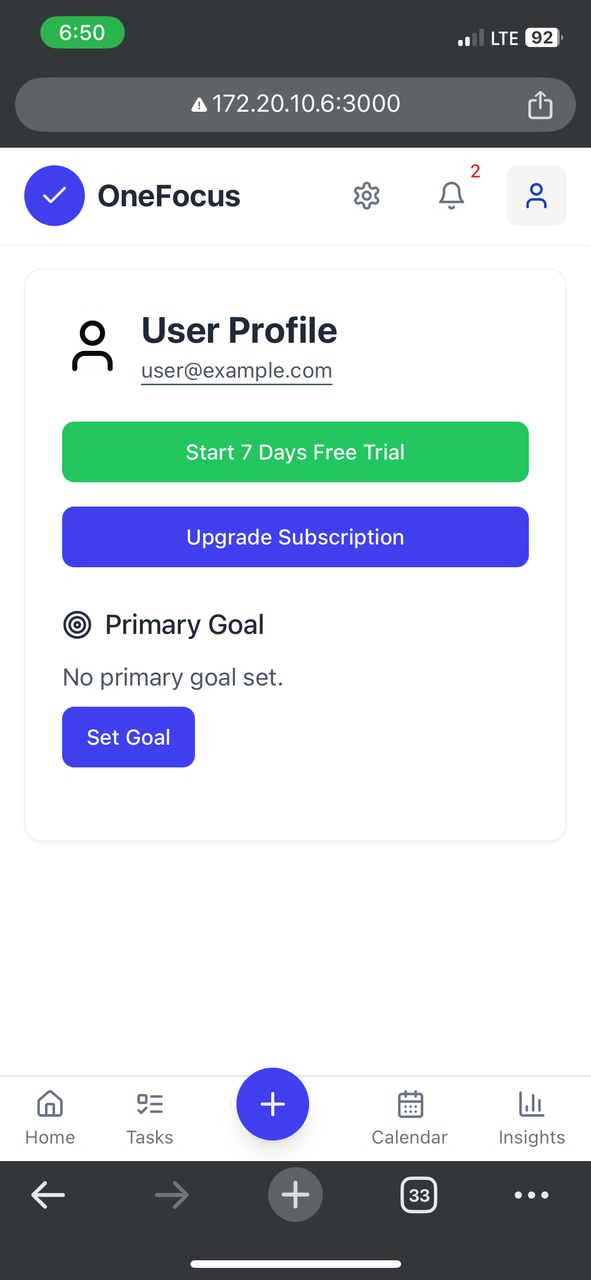 6:50
LTE 92
172.20.10.6:3000
OneFocus
2
User Profile
user@example.com
Start 7 Days Free Trial
Upgrade Subscription
Primary Goal
No primary goal set.
Set Goal
Home Tasks Calendar Insights
33